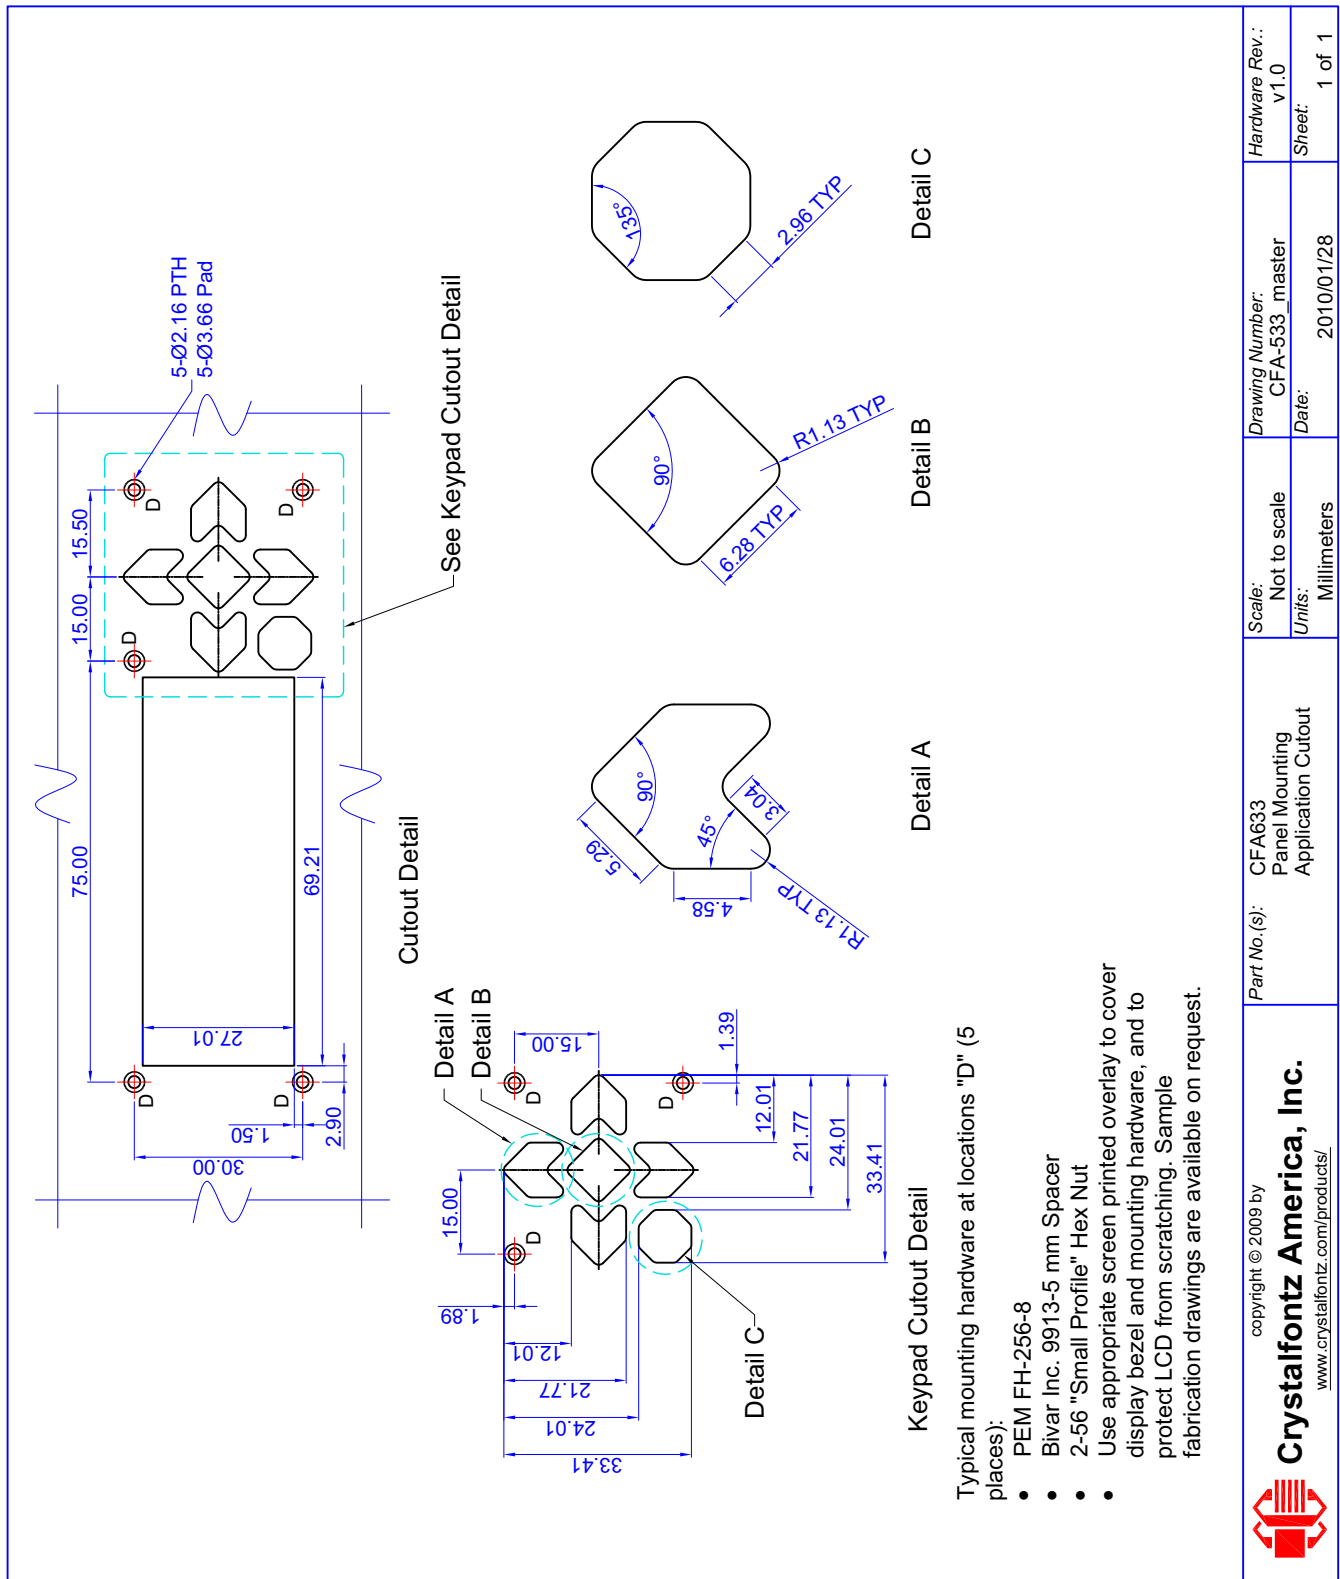 5-Ø2.16 PTH
5-Ø3.66 Pad
75.00
15.00
15.50
D
D
D
D
D
27.01
69.21
1.50
30.00
2.90
See Keypad Cutout Detail
Cutout Detail
Detail A
Detail B
15.00
15.00
1.39
D
D
D
1.89
12.01
21.77
24.01
33.41
12.01
21.77
24.01
33.41
Detail C
Keypad Cutout Detail
5.29
90°
45°
3.04
4.58
R1.13 TYP
Detail A
90°
6.28 TYP
R1.13 TYP
Detail B
135°
2.96 TYP
Detail C
Typical mounting hardware at locations "D" (5
places):
• PEM FH-256-8
• Bivar Inc. 9913-5 mm Spacer
• 2-56 "Small Profile" Hex Nut
• Use appropriate screen printed overlay to cover
display bezel and mounting hardware, and to
protect LCD from scratching. Sample
fabrication drawings are available on request.
copyright © 2009 by
Crystalfontz America, Inc.
www.crystalfontz.com/products/
Part No.(s):
CFA633
Panel Mounting
Application Cutout
Scale:
Not to scale
Units:
Millimeters
Drawing Number:
CFA-533_master
Date:
2010/01/28
Hardware Rev.:
v1.0
Sheet:
1 of 1